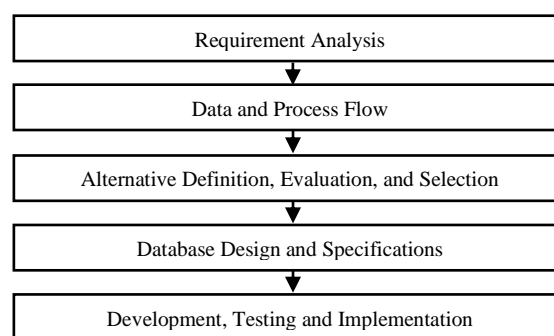 Requirement Analysis
Data and Process Flow
Alternative Definition, Evaluation, and Selection
Database Design and Specifications
Development, Testing and Implementation